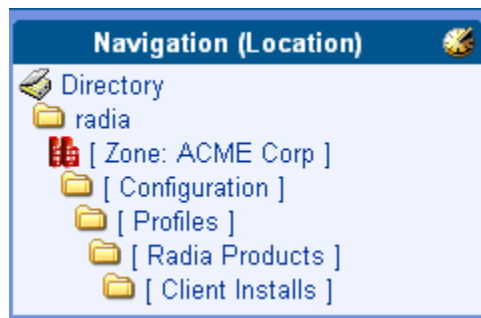 Navigation (Location)
Directory
radia
[ Zone: ACME Corp ]
[ Configuration ]
[ Profiles ]
[ Radia Products ]
[ Client Installs ]